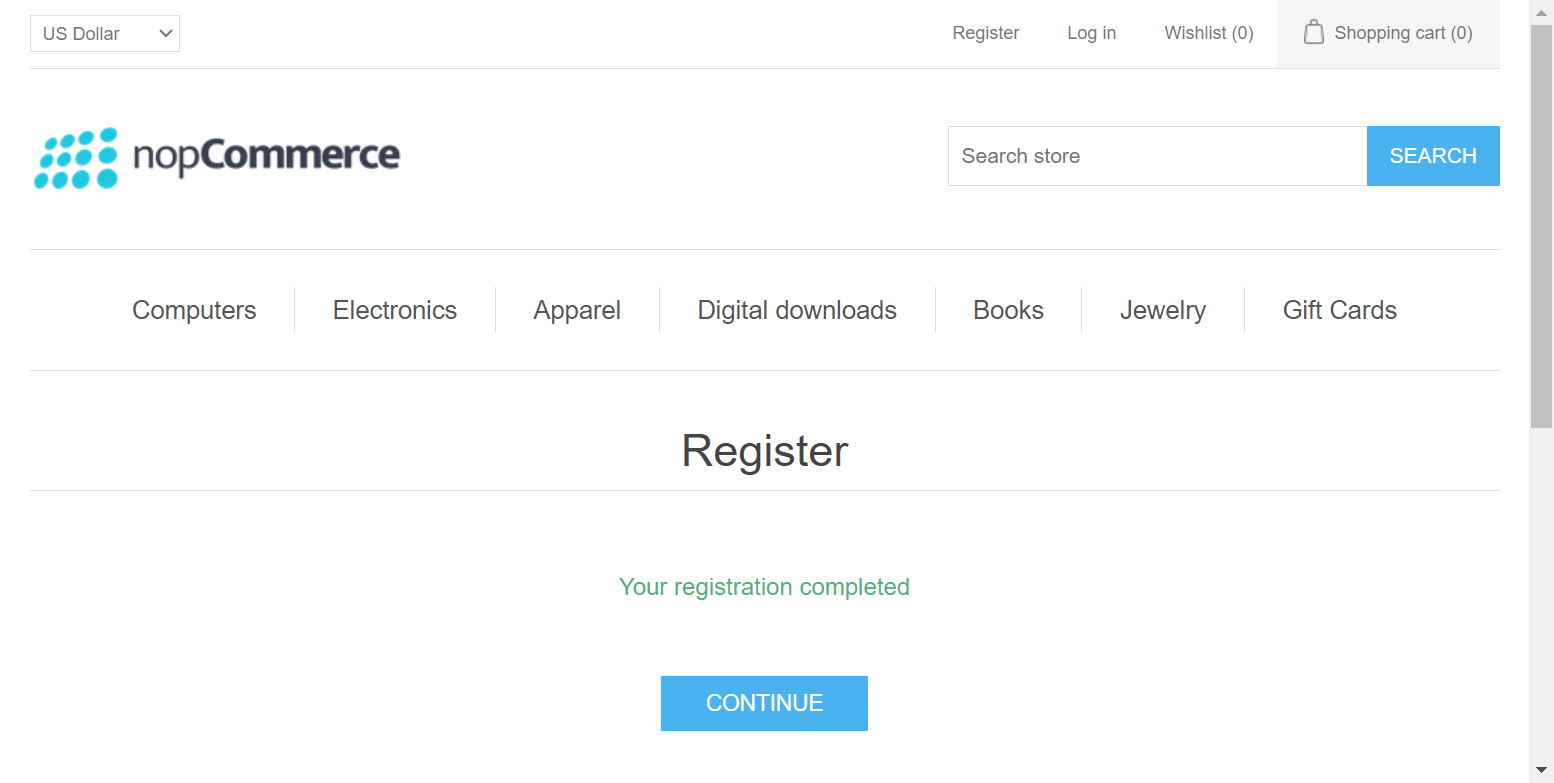 US Dollar
Register
Log in
Wishlist (0)
Shopping cart (0)
nopCommerce
Search store
SEARCH
Computers
Electronics
Apparel
Digital downloads
Books
Jewelry
Gift Cards
Register
Your registration completed
CONTINUE